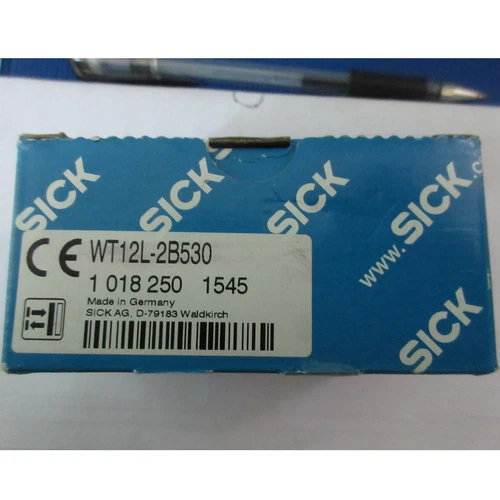 SICK
SICK
SICK
SICK
www.SICK.c
SICK
CE WT12L-2B530
1 018 250 1545
Made in Germany
SICK AG, D-79183 Waldkirch